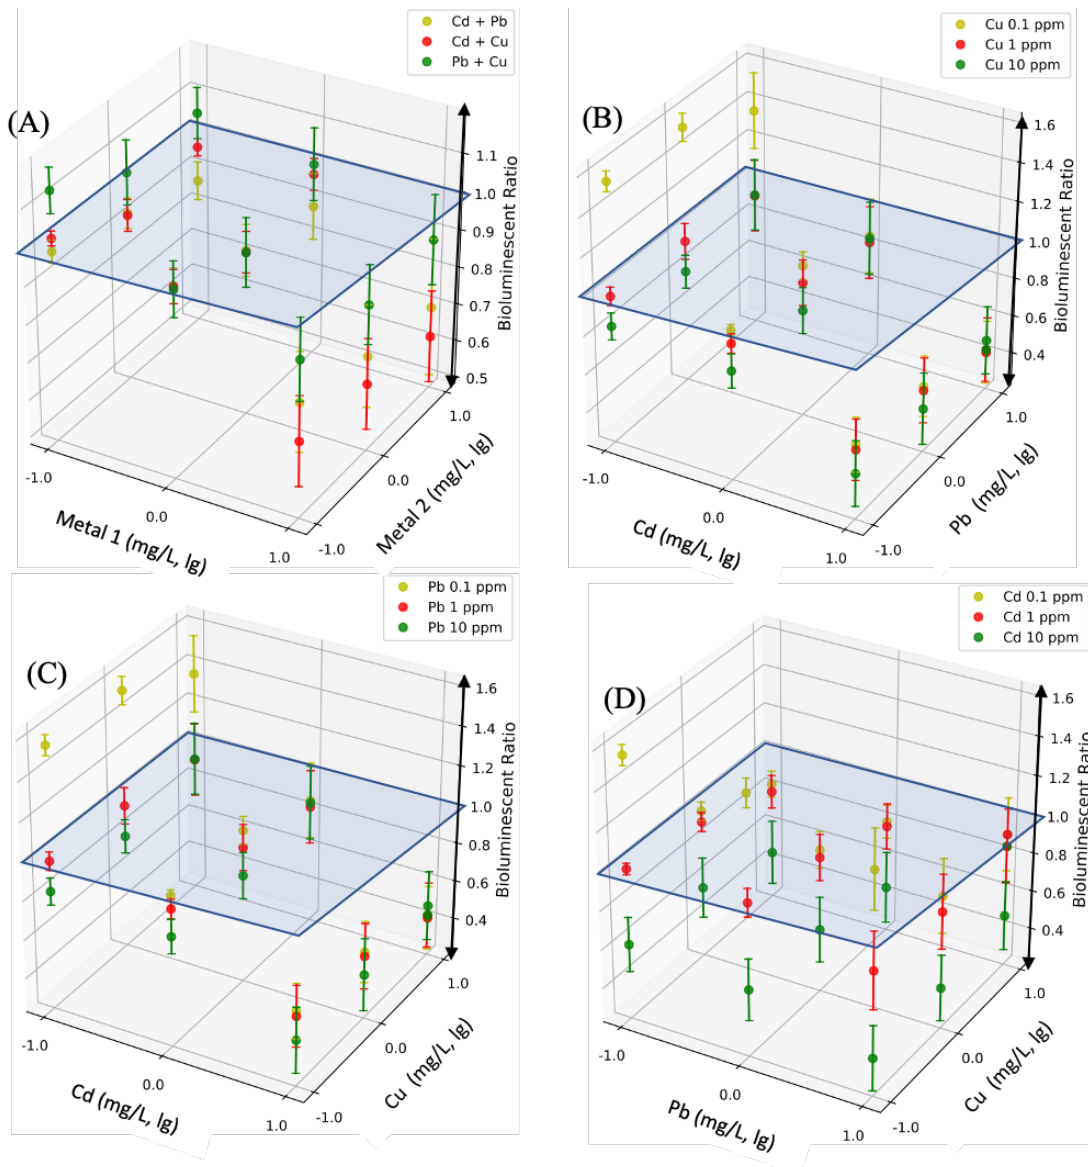 (A)
Cd + Pb
Cd + Cu
Pb + Cu
1.1
1.0
0.9
0.8
0.7
0.6
0.5
Bioluminescent Ratio
-1.0
0.0
1.0
Metal 1 (mg/L, lg)
-1.0
0.0
1.0
Metal 2 (mg/L, lg)
(B)
Cu 0.1 ppm
Cu 1 ppm
Cu 10 ppm
1.6
1.4
1.2
1.0
0.8
0.6
0.4
Bioluminescent Ratio
-1.0
0.0
1.0
Cd (mg/L, lg)
-1.0
0.0
1.0
Pb (mg/L, lg)
(C)
Pb 0.1 ppm
Pb 1 ppm
Pb 10 ppm
1.6
1.4
1.2
1.0
0.8
0.6
0.4
Bioluminescent Ratio
-1.0
0.0
1.0
Cd (mg/L, lg)
-1.0
0.0
1.0
Cu (mg/L, lg)
(D)
Cd 0.1 ppm
Cd 1 ppm
Cd 10 ppm
1.6
1.4
1.2
1.0
0.8
0.6
0.4
Bioluminescent Ratio
-1.0
0.0
1.0
Pb (mg/L, lg)
-1.0
0.0
1.0
Cu (mg/L, lg)